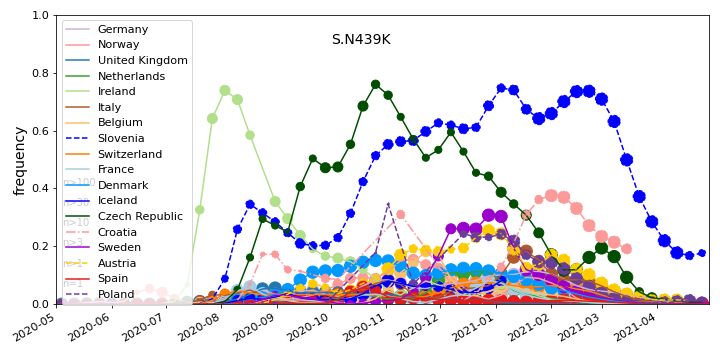 S.N439K
frequency
1.0
0.8
0.6
0.4
0.2
0.0
Germany
Norway
United Kingdom
Netherlands
Ireland
Italy
Belgium
Slovenia
Switzerland
France
Denmark
Iceland
Czech Republic
Croatia
Sweden
Austria
Spain
Poland
n>100
n>30
n>10
n>3
n>1
n=1
2020-05
2020-06
2020-07
2020-08
2020-09
2020-10
2020-11
2020-12
2021-01
2021-02
2021-03
2021-04